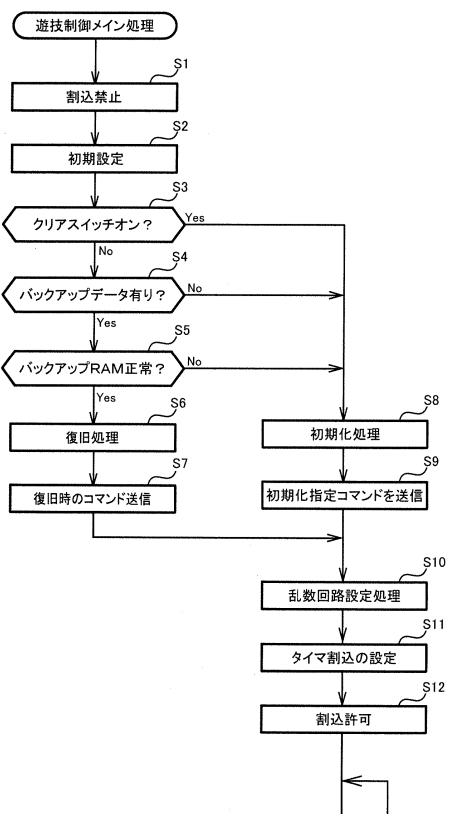 遊技制御メイン処理
S1
割込禁止
S2
初期設定
S3
クリアスイッチオン？
Yes
No
S4
バックアップデータ有り？
No
Yes
S5
バックアップRAM正常？
No
Yes
S6
復旧処理
S7
復旧時のコマンド送信
S8
初期化処理
S9
初期化指定コマンドを送信
S10
乱数回路設定処理
S11
タイマ割込の設定
S12
割込許可